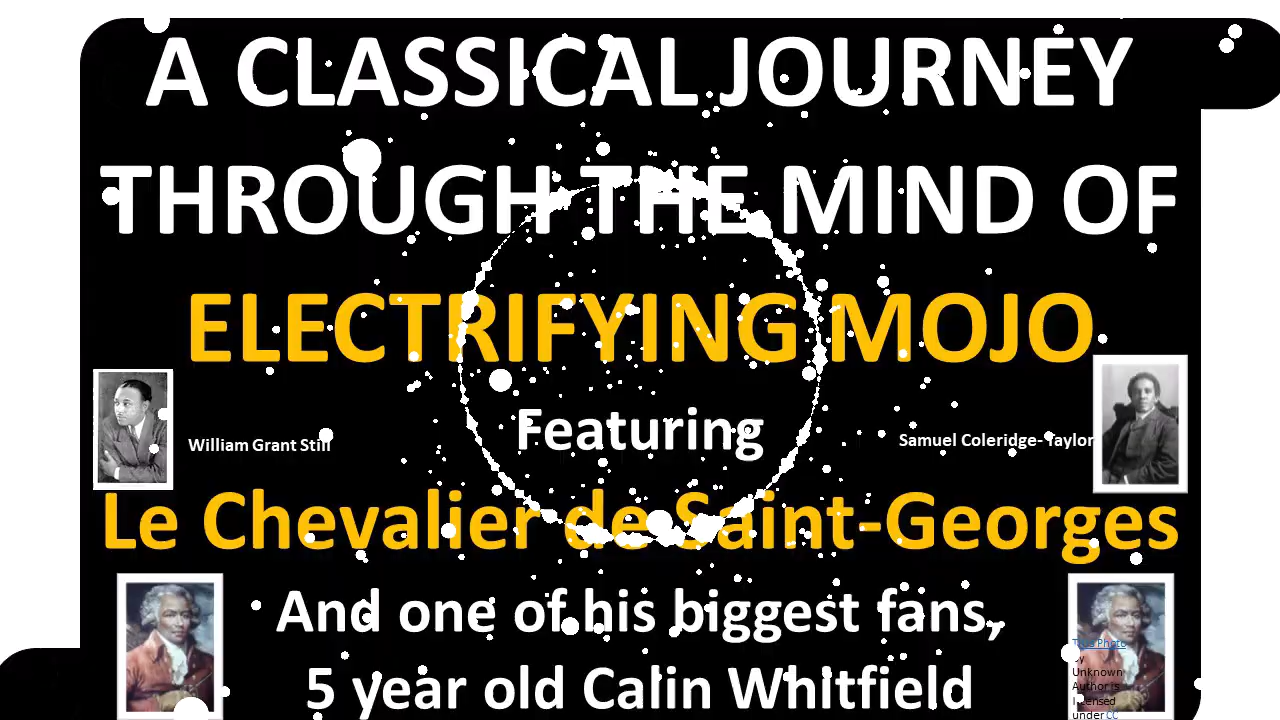 A CLASSICAL JOURNEY
THROUGH THE MIND OF
ELECTRIFYING MOJO
Featuring
William Grant Still
Samuel Coleridge- Taylor
Le Chevalier de Saint-Georges
And one of his biggest fans,
5 year old Calin Whitfield
This Photo
by
Unknown
Author is
licensed
under CC